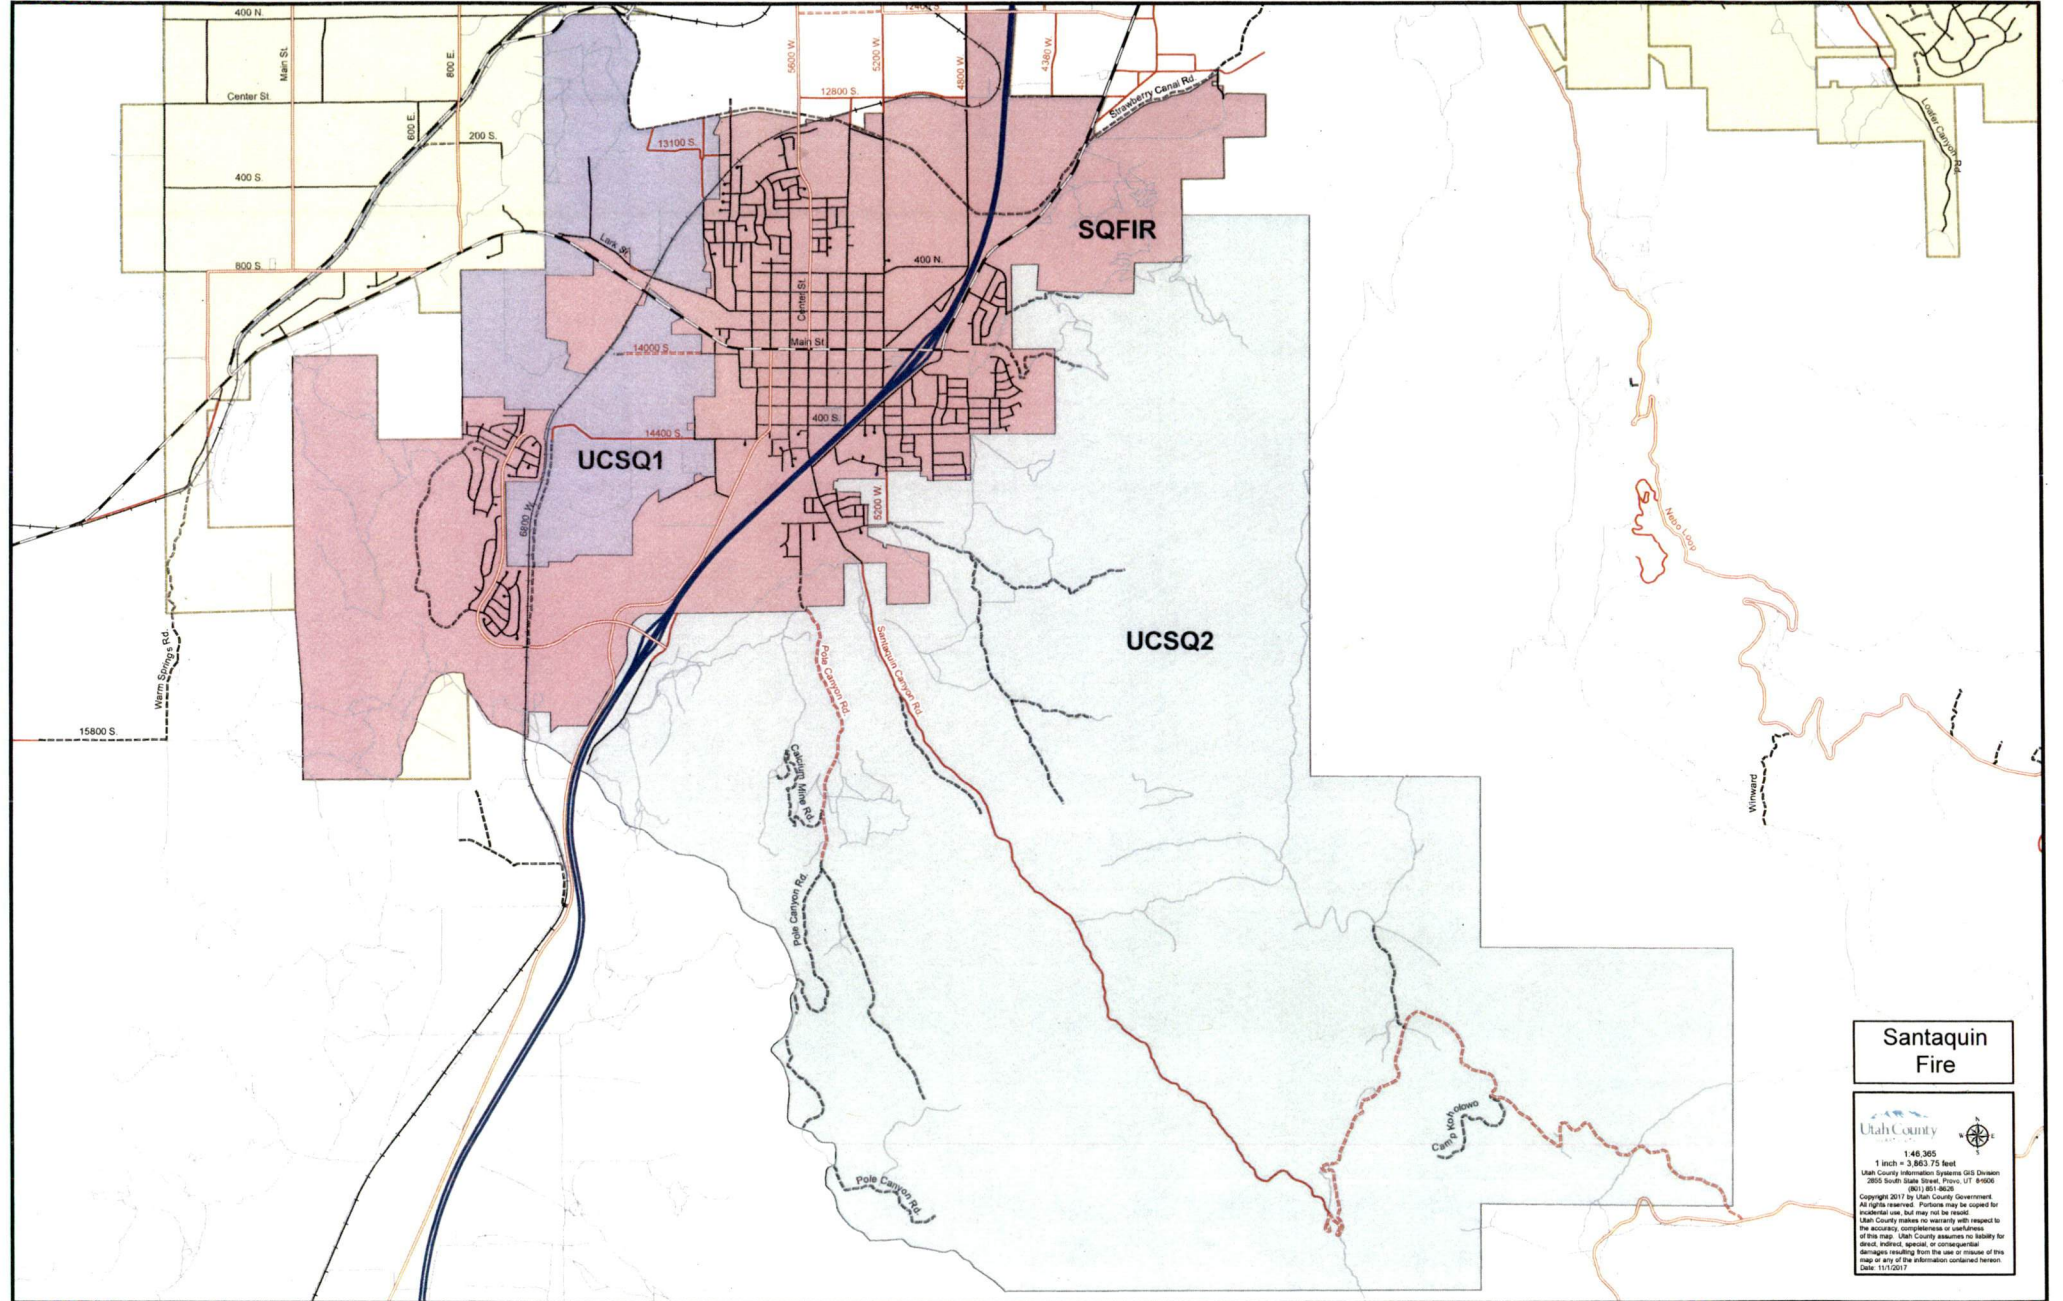 400 N.
Main St.
800 E.
5600 W.
5200 W.
4800 W.
4380 W.
Center St.
600 E.
200 S.
12800 S.
Strawberry Canal Rd.
Loafer Canyon Rd.
13100 S.
400 S.
SQFIR
Lark St.
400 N.
800 S.
Center St.
14000 S.
Main St.
400 S.
14400 S.
UCSQ1
5200 W.
6800 W.
Nebo Loop
Warm Springs Rd.
UCSQ2
Pole Canyon Rd.
Santaquin Canyon Rd.
15800 S.
Calcium Mine Rd.
Winward
Pole Canyon Rd.
Camp Koholowo
Pole Canyon Rd.
Santaquin
Fire
Utah County
N
W E
S
1:46,365
1 inch = 3,863.75 feet
Utah County Information Systems GIS Division
2855 South State Street, Provo, UT 84606
(801) 851-8626
Copyright 2017 by Utah County Government.
All rights reserved. Portions may be copied for
incidental use, but may not be resold.
Utah County makes no warranty with respect to
the accuracy, completeness or usefulness
of this map. Utah County assumes no liability for
direct, indirect, special, or consequential
damages resulting from the use or misuse of this
map or any of the information contained hereon.
Date: 11/1/2017